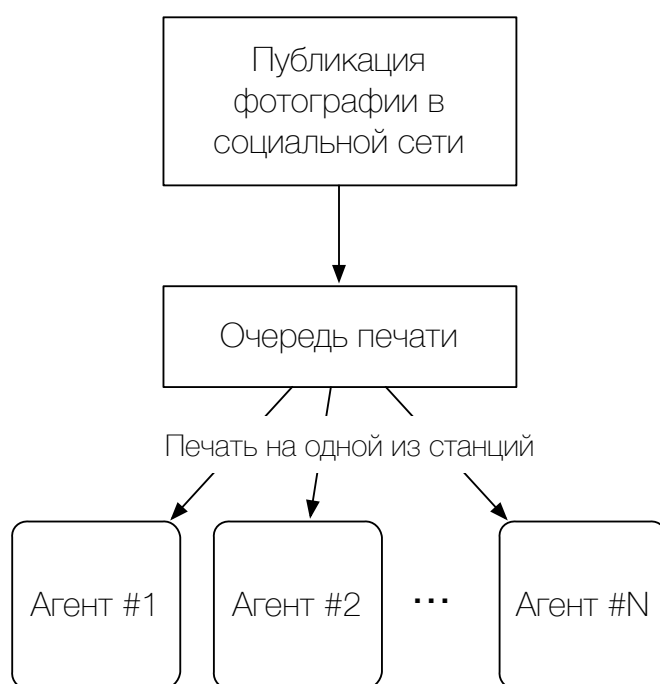 Публикация
фотографии в
социальной сети
Очередь печати
Печать на одной из станций
Агент #1
Агент #2
...
Агент #N